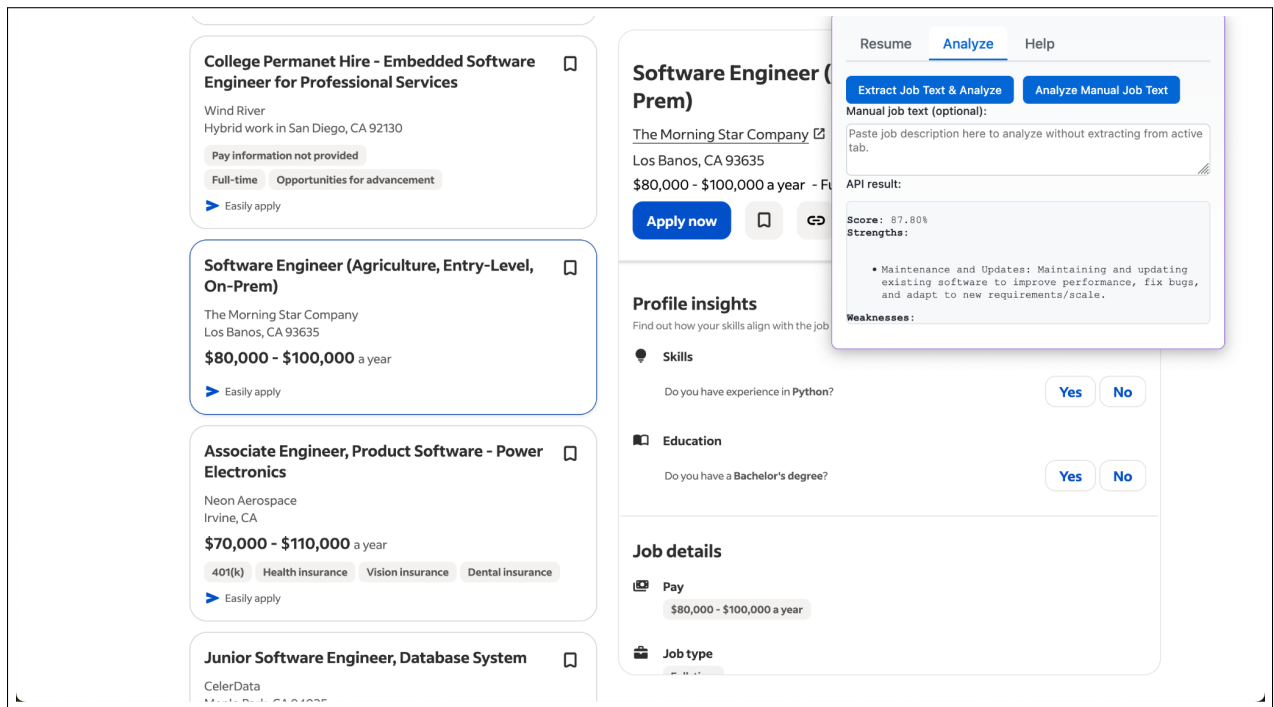 College Permanet Hire - Embedded Software
Engineer for Professional Services
Wind River
Hybrid work in San Diego, CA 92130
Pay information not provided
Full-time
Opportunities for advancement
Easily apply
Software Engineer (Agriculture, Entry-Level,
On-Prem)
The Morning Star Company
Los Banos, CA 93635
$80,000 - $100,000 a year
Easily apply
Associate Engineer, Product Software - Power
Electronics
Neon Aerospace
Irvine, CA
$70,000 - $110,000 a year
401(k)
Health insurance
Vision insurance
Dental insurance
Easily apply
Junior Software Engineer, Database System
CelerData
Software Engineer (
Prem)
The Morning Star Company
Los Banos, CA 93635
$80,000 - $100,000 a year
Apply now
Profile insights
Find out how your skills align with the job
Skills
Do you have experience in Python?
Yes
No
Education
Do you have a Bachelor's degree?
Yes
No
Job details
Pay
$80,000 - $100,000 a year
Job type
Resume
Analyze
Help
Extract Job Text & Analyze
Analyze Manual Job Text
Manual job text (optional):
Paste job description here to analyze without extracting from active
tab.
API result:
Score: 87.80%
Strengths:
• Maintenance and Updates: Maintaining and updating
existing software to improve performance, fix bugs,
and adapt to new requirements/scale.
Weaknesses: